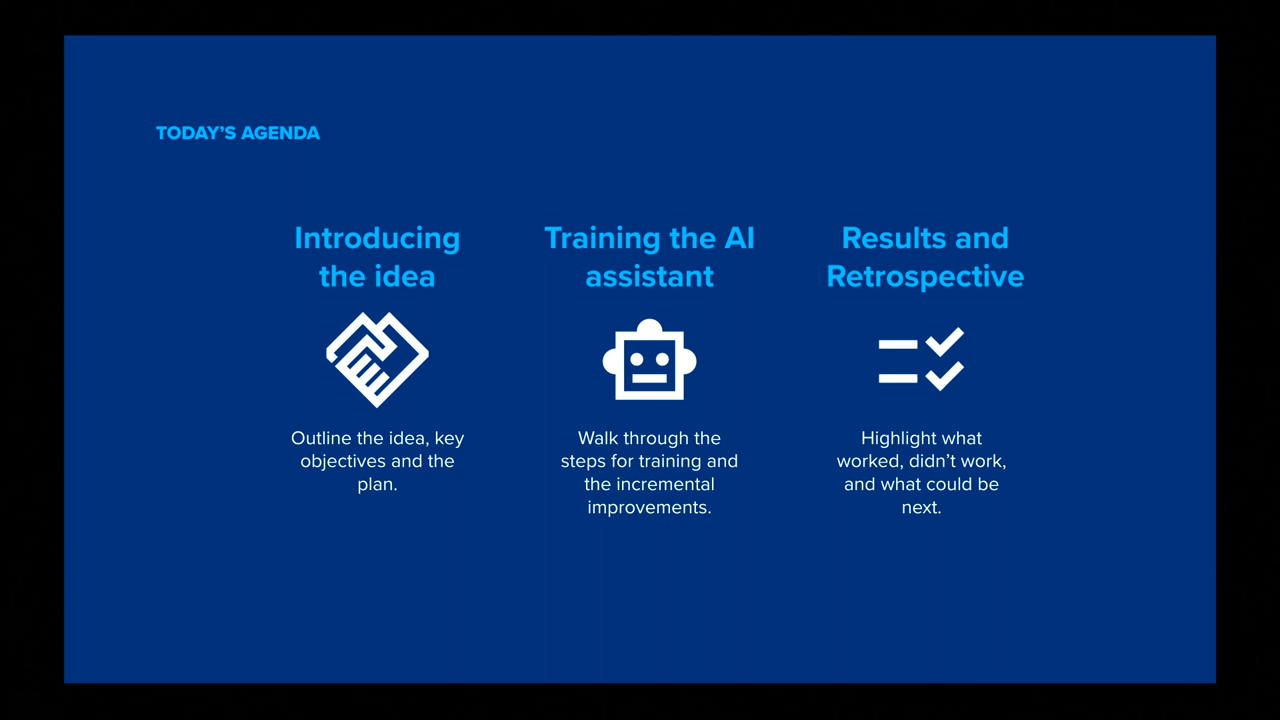 TODAY’S AGENDA
Introducing
the idea
Outline the idea, key
objectives and the
plan.
Training the AI
assistant
Walk through the
steps for training and
the incremental
improvements.
Results and
Retrospective
Highlight what
worked, didn’t work,
and what could be
next.